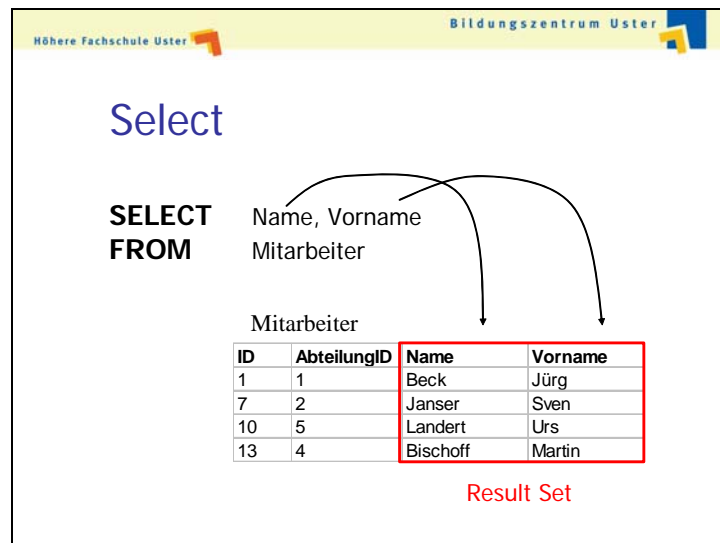 Bildungszentrum Uster
Höhere Fachschule Uster
Select
SELECT Name, Vorname
FROM Mitarbeiter
Mitarbeiter
ID AbteilungID Name Vorname
1 1 Beck Jürg
7 2 Janser Sven
10 5 Landert Urs
13 4 Bischoff Martin
Result Set